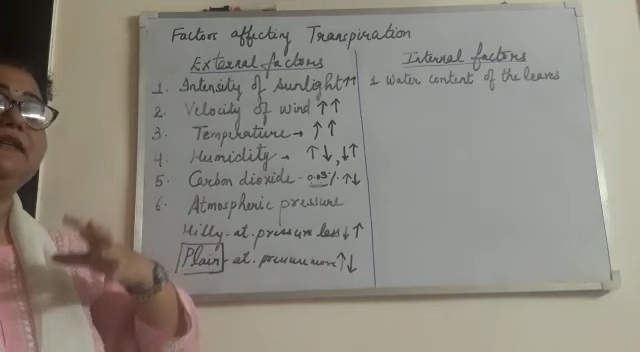 Factors affecting Transpiration
External factors
1. Intensity of sunlight ↑↑
2. Velocity of wind ↑↑
3. Temperature → ↑↑
4 Humidity → ↑↓, ↓↑
5. Carbon dioxide - 0.03% ↑↓
6. Atmospheric pressure
Hilly - at. pressure less ↓↑
Plain - at. pressure more ↑↓
Internal factors
1 Water content of the leaves